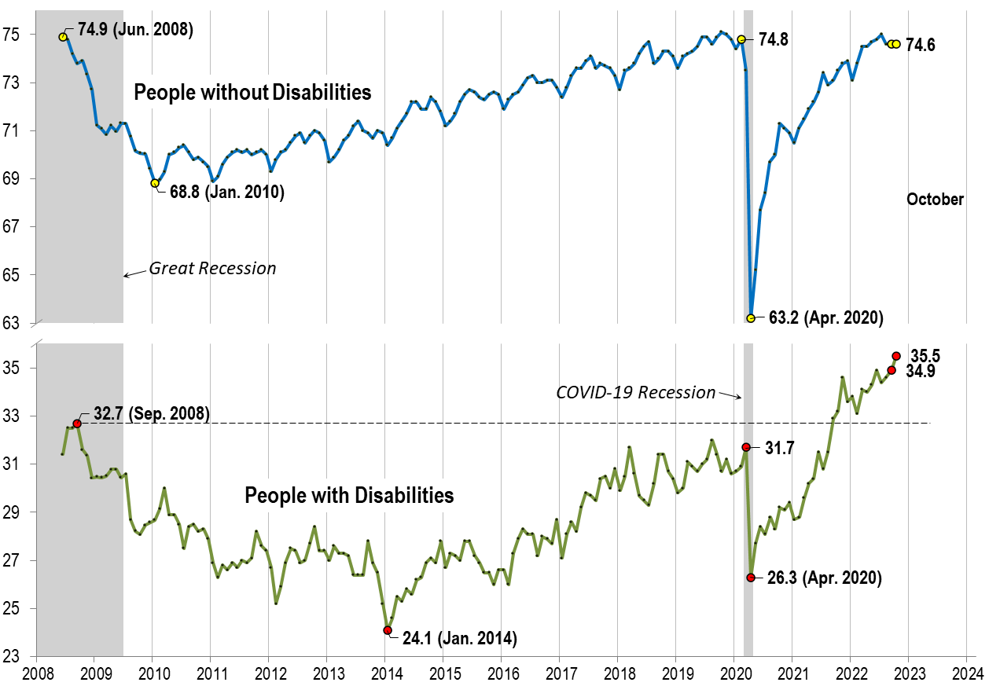 75
74.9 (Jun. 2008)
74.8
74.6
73
People without Disabilities
71
69
68.8 (Jan. 2010)
October
67
Great Recession
65
63
63.2 (Apr. 2020)
35
35.5
34.9
COVID-19 Recession
33
32.7 (Sep. 2008)
31.7
31
People with Disabilities
29
27
26.3 (Apr. 2020)
25
24.1 (Jan. 2014)
23
2008 2009 2010 2011 2012 2013 2014 2015 2016 2017 2018 2019 2020 2021 2022 2023 2024